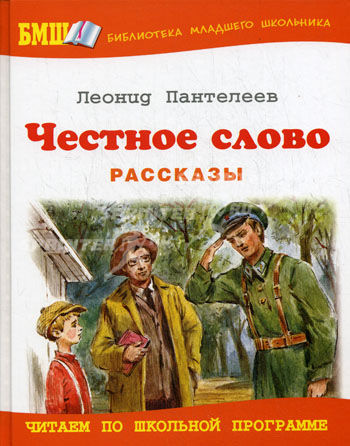 БМШ
БИБЛИОТЕКА МЛАДШЕГО ШКОЛЬНИКА
Леонид Пантелеев
Честное слово
РАССКАЗЫ
ЧИТАЕМ ПО ШКОЛЬНОЙ ПРОГРАММЕ